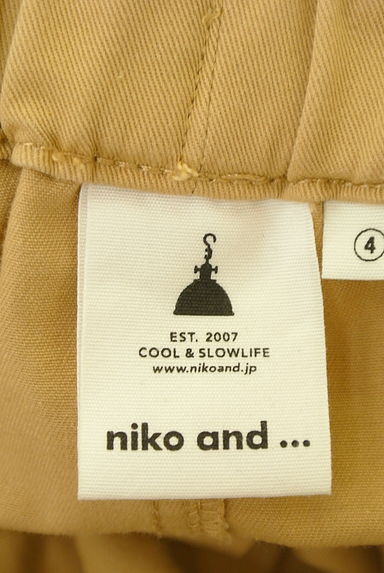 EST. 2007
COOL & SLOWLIFE
www.nikoand.jp
niko and ...
4